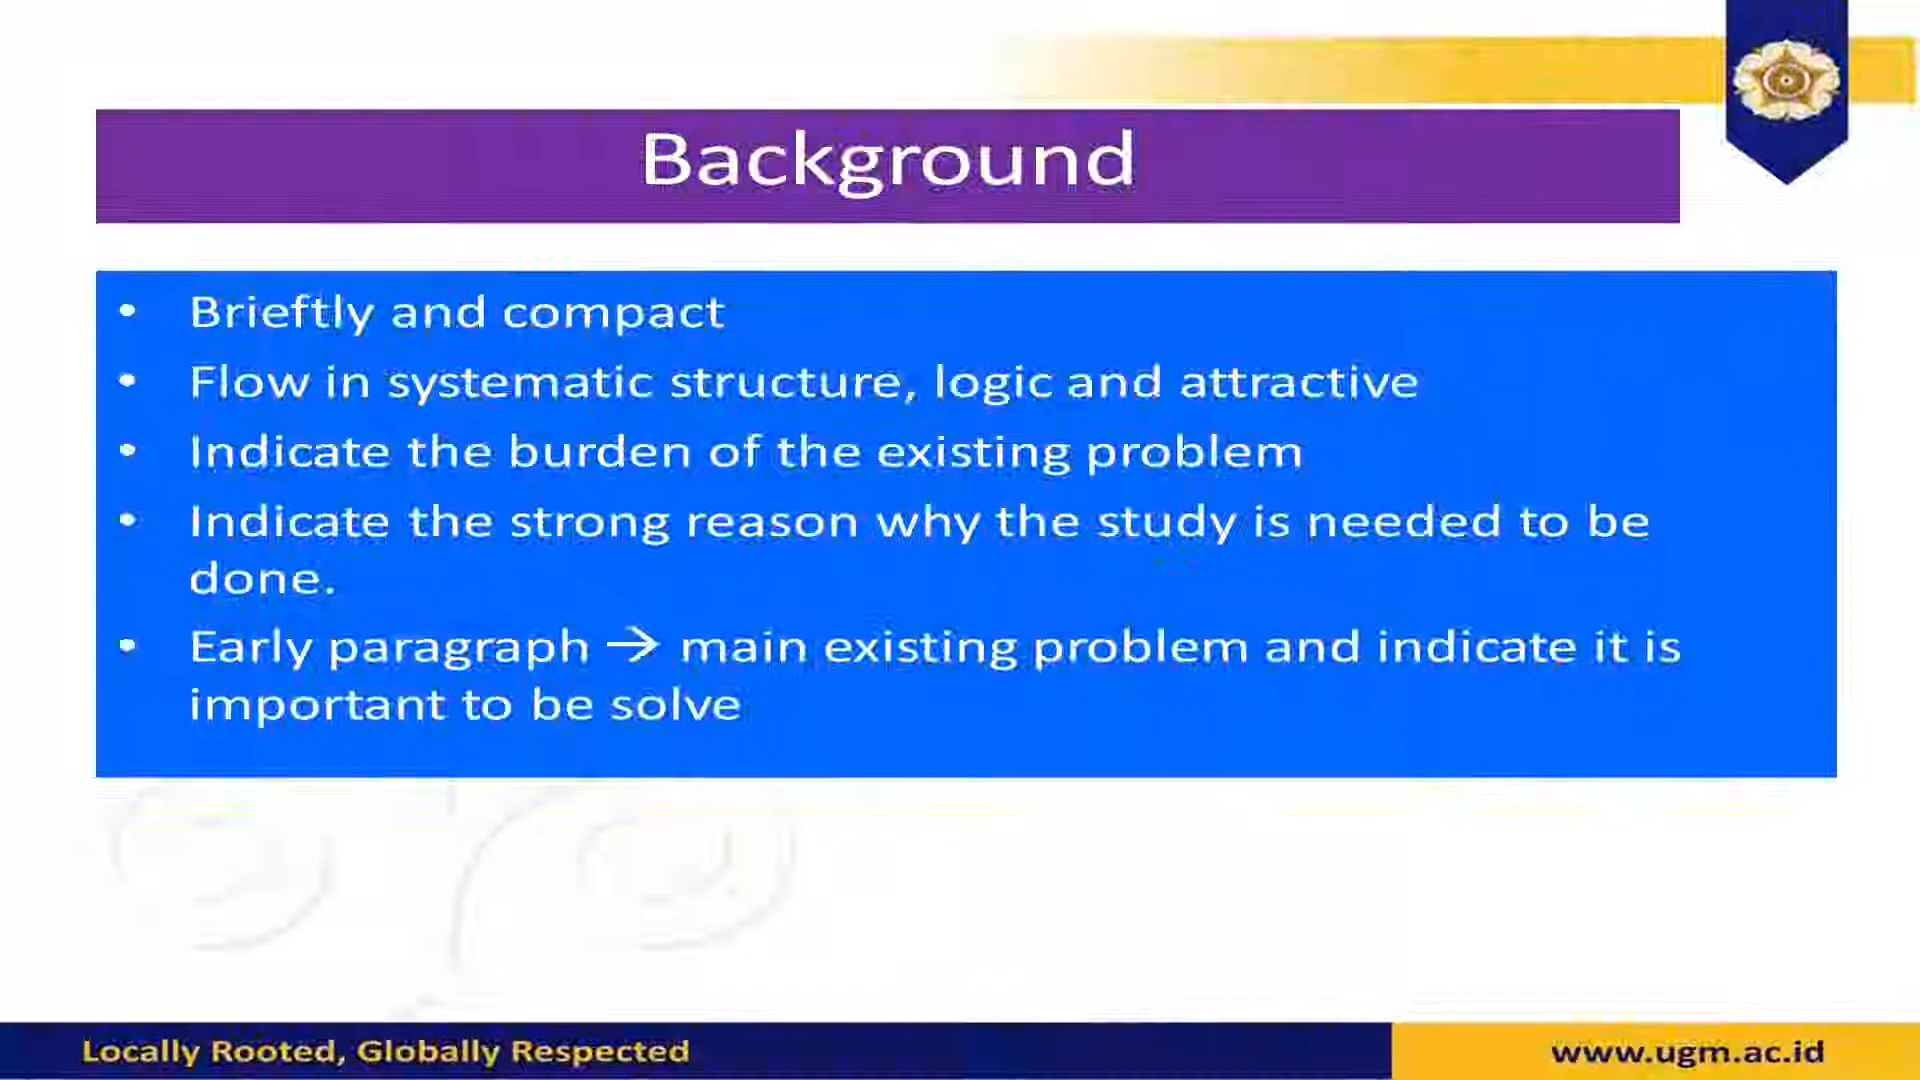 Background
• Brieftly and compact
• Flow in systematic structure, logic and attractive
• Indicate the burden of the existing problem
• Indicate the strong reason why the study is needed to be
done.
• Early paragraph → main existing problem and indicate it is
important to be solve
Locally Rooted, Globally Respected
www.ugm.ac.id